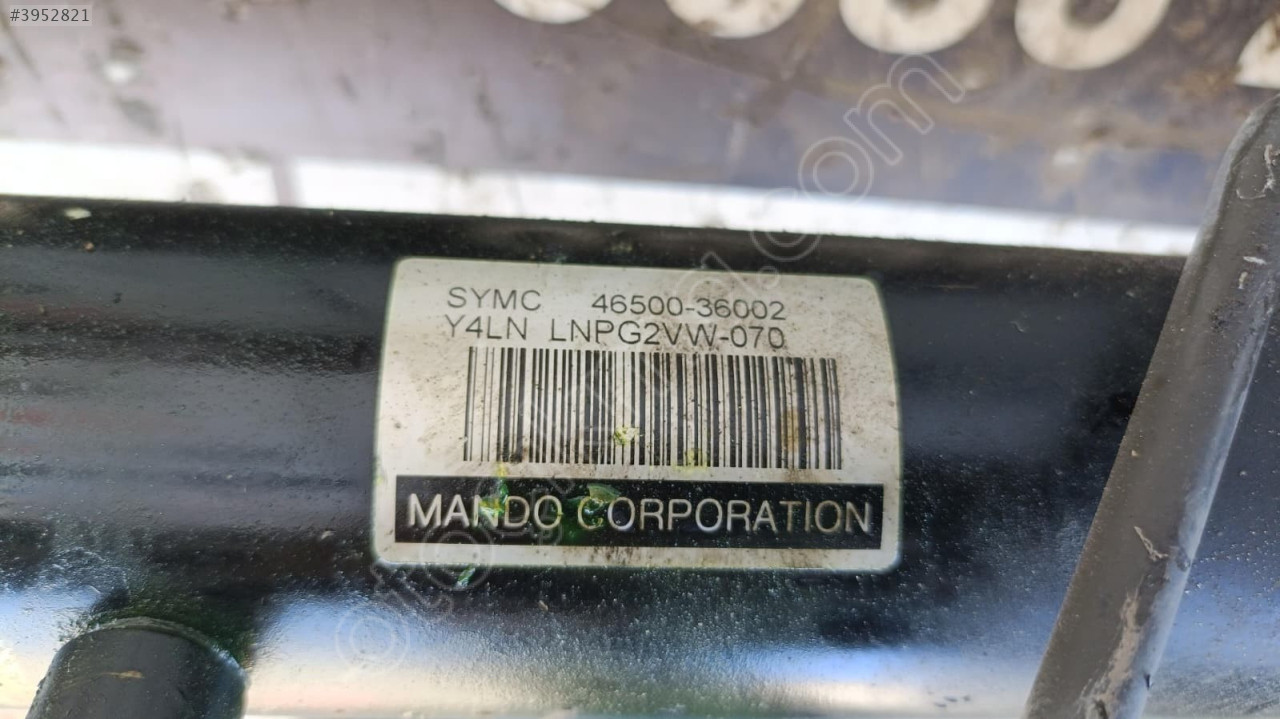 #3952821
SYMC 46500-36002
Y4LN LNPG2VW-070
MANDO CORPORATION